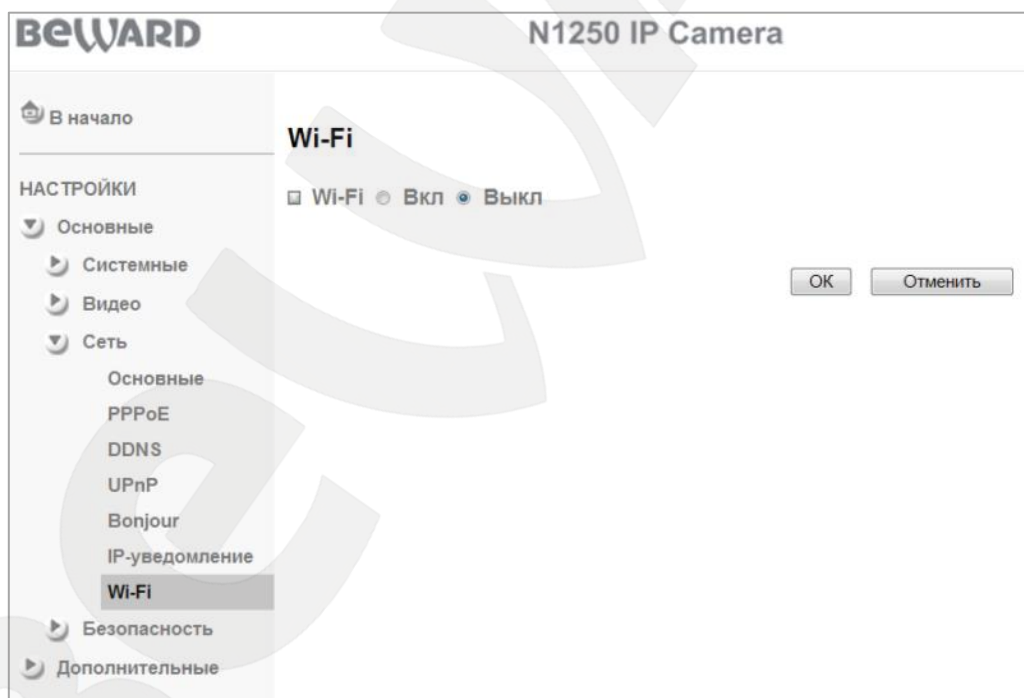 BEWARD
N1250 IP Camera
В начало
НАСТРОЙКИ
Основные
Системные
Видео
Сеть
Основные
PPPoE
DDNS
UPnP
Bonjour
IP-уведомление
Wi-Fi
Безопасность
Дополнительные
Wi-Fi
Wi-Fi Вкл Выкл
OK Отменить